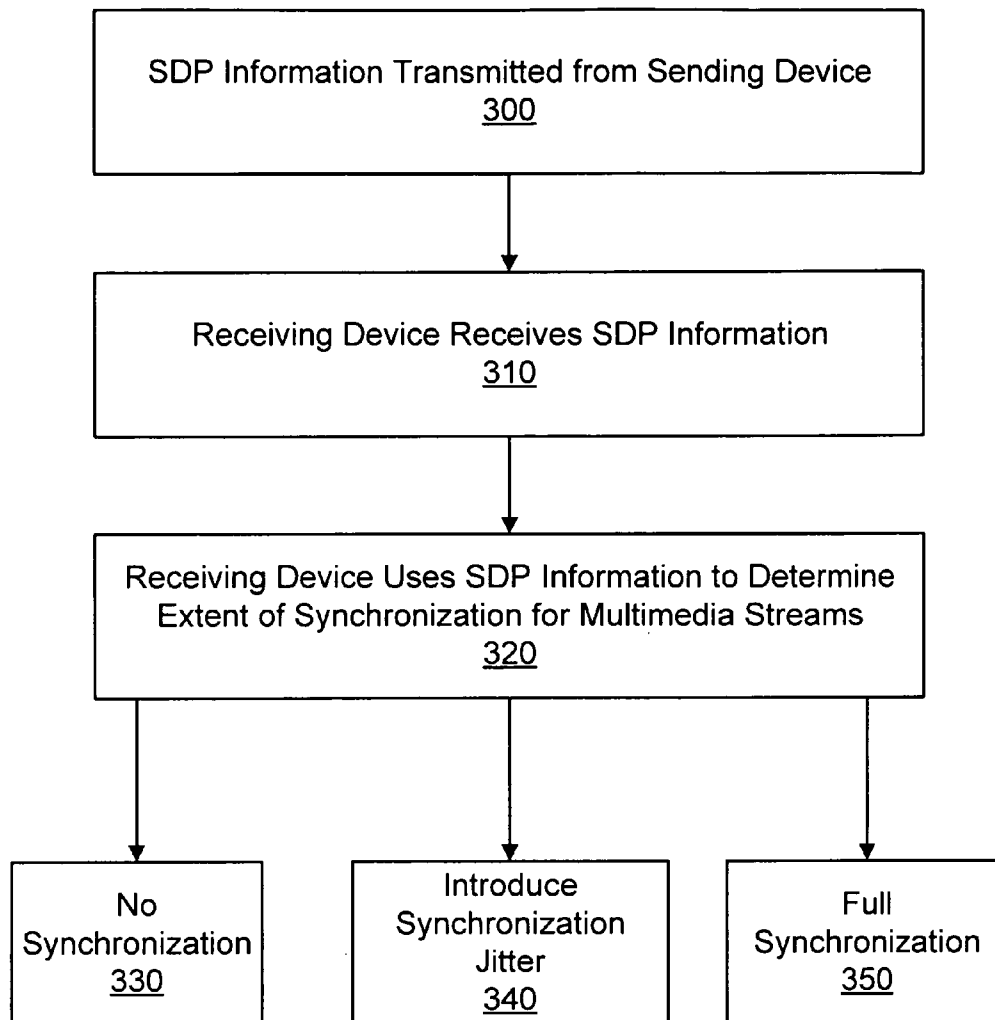 SDP Information Transmitted from Sending Device
300
Receiving Device Receives SDP Information
310
Receiving Device Uses SDP Information to Determine
Extent of Synchronization for Multimedia Streams
320
No
Synchronization
330
Introduce
Synchronization
Jitter
340
Full
Synchronization
350